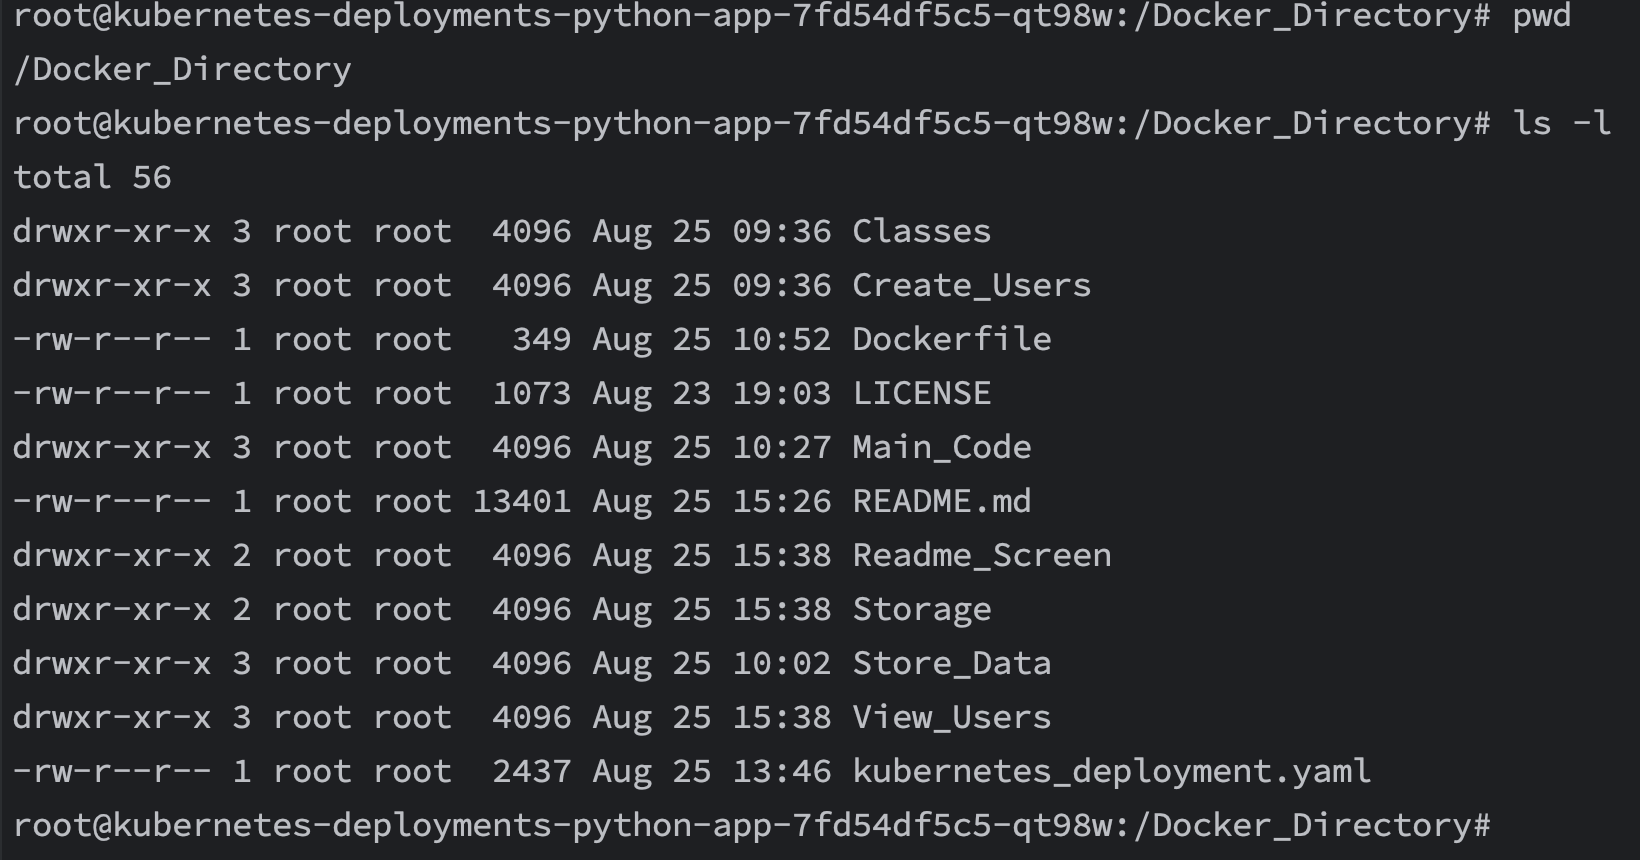 root@kubernetes-deployments-python-app-7fd54df5c5-qt98w:/Docker_Directory# pwd
/Docker_Directory
root@kubernetes-deployments-python-app-7fd54df5c5-qt98w:/Docker_Directory# ls -l
total 56
drwxr-xr-x 3 root root  4096 Aug 25 09:36 Classes
drwxr-xr-x 3 root root  4096 Aug 25 09:36 Create_Users
-rw-r--r-- 1 root root   349 Aug 25 10:52 Dockerfile
-rw-r--r-- 1 root root  1073 Aug 23 19:03 LICENSE
drwxr-xr-x 3 root root  4096 Aug 25 10:27 Main_Code
-rw-r--r-- 1 root root 13401 Aug 25 15:26 README.md
drwxr-xr-x 2 root root  4096 Aug 25 15:38 Readme_Screen
drwxr-xr-x 2 root root  4096 Aug 25 15:38 Storage
drwxr-xr-x 3 root root  4096 Aug 25 10:02 Store_Data
drwxr-xr-x 3 root root  4096 Aug 25 15:38 View_Users
-rw-r--r-- 1 root root  2437 Aug 25 13:46 kubernetes_deployment.yaml
root@kubernetes-deployments-python-app-7fd54df5c5-qt98w:/Docker_Directory#